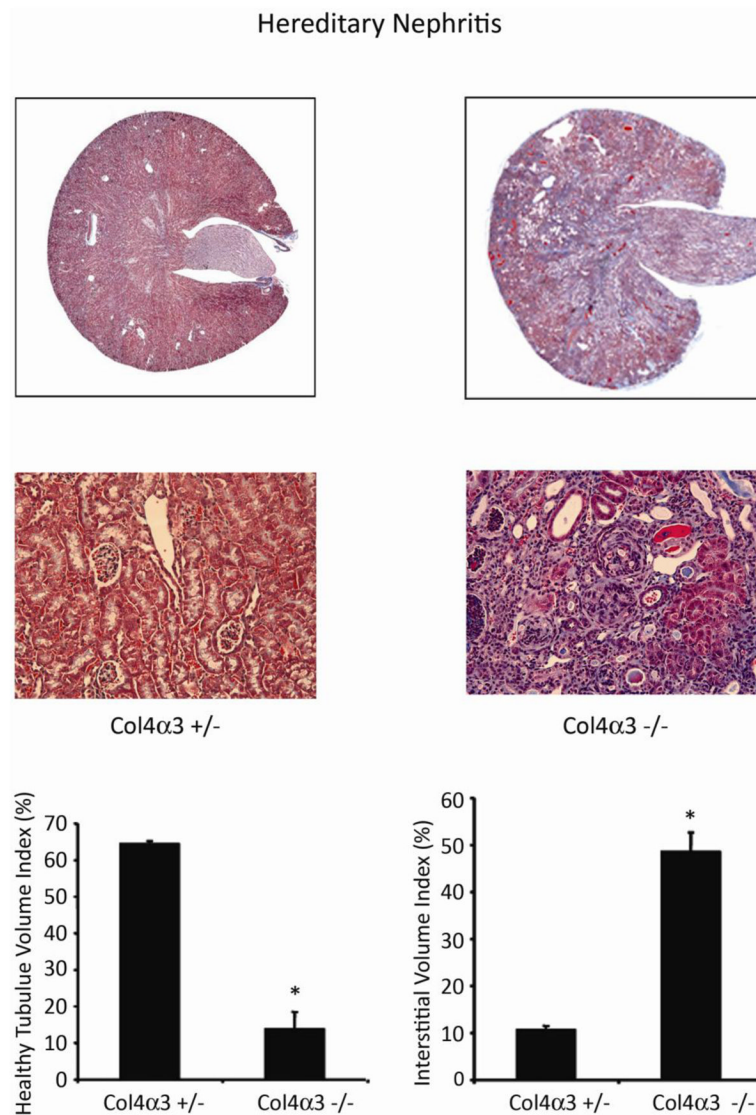 Hereditary Nephritis
Col4α3 +/-
Col4α3 -/-
Healthy Tubulue Volume Index (%)
70
60
50
40
30
20
10
0
*
Col4α3 +/-
Col4α3 -/-
Interstitial Volume Index (%)
60
50
40
30
20
10
0
*
Col4α3 +/-
Col4α3 -/-